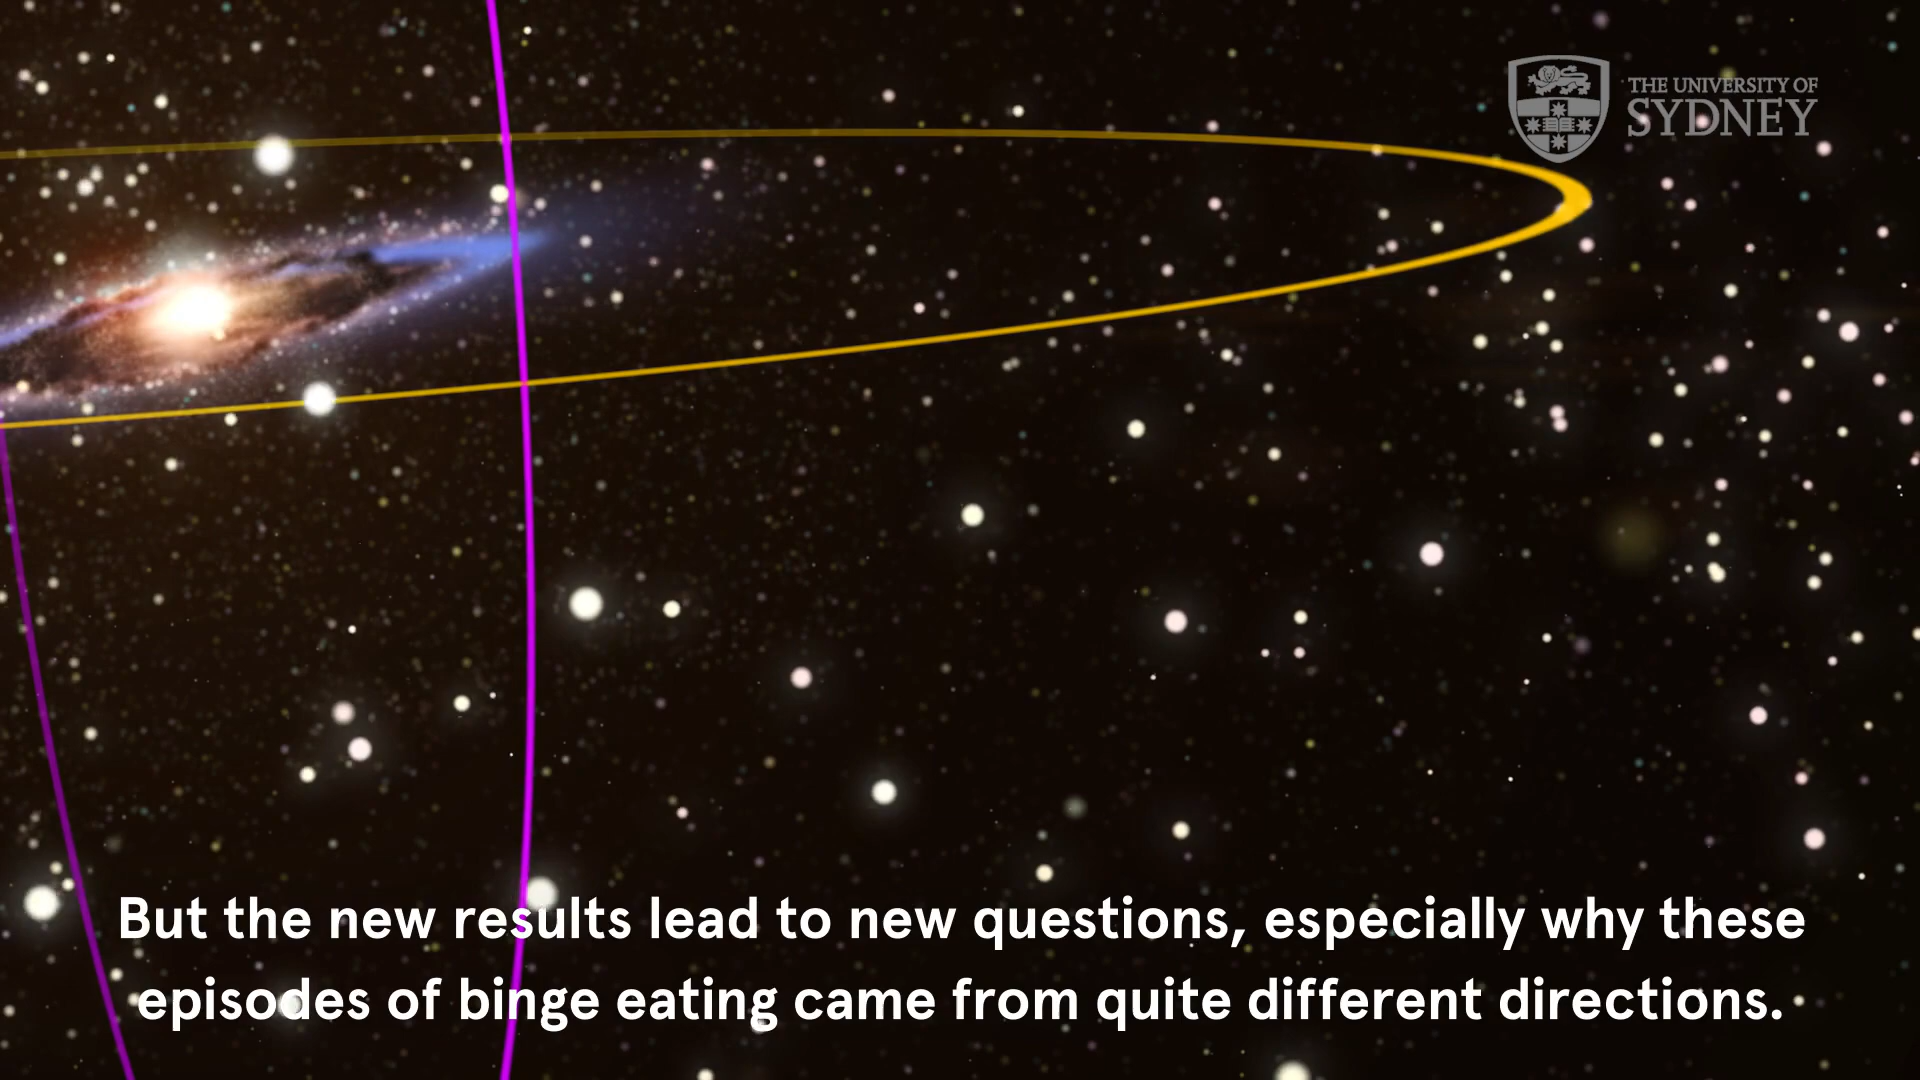 THE UNIVERSITY OF
SYDNEY
But the new results lead to new questions, especially why these
episodes of binge eating came from quite different directions.